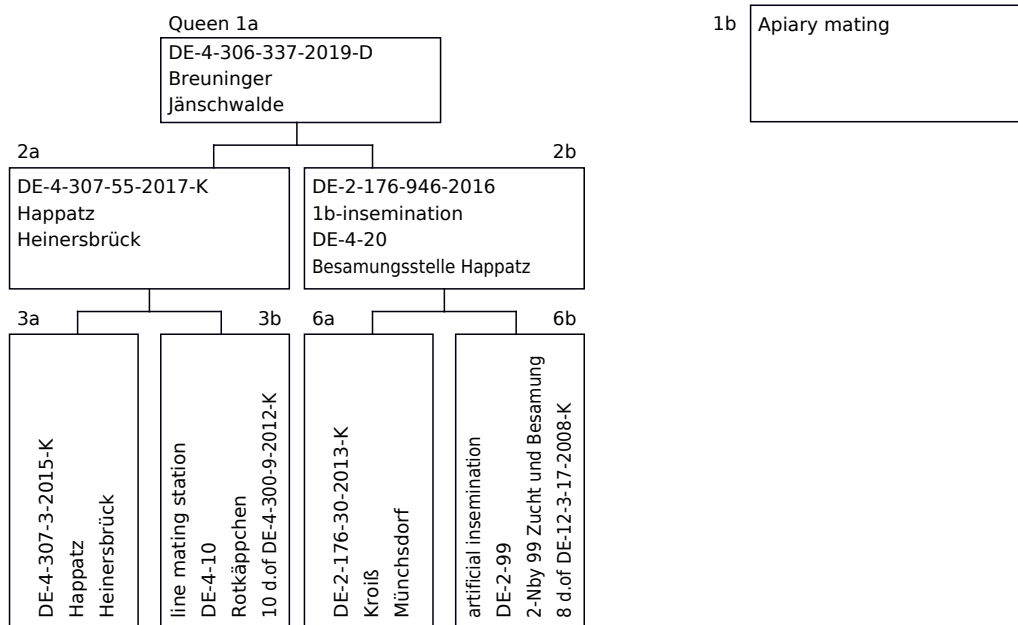 Queen 1a
DE-4-306-337-2019-D
Breuninger
Jänschwalde
1b
Apiary mating
2a
DE-4-307-55-2017-K
Happatz
Heinersbrück
2b
DE-2-176-946-2016
1b-insemination
DE-4-20
Besamungsstelle Happatz
3a
DE-4-307-3-2015-K
Happatz
Heinersbrück
3b
line mating station
DE-4-10
Rotkäppchen
10 d.of DE-4-300-9-2012-K
6a
DE-2-176-30-2013-K
Kroiß
Münchsdorf
6b
artificial insemination
DE-2-99
2-Nby 99 Zucht und Besamung
8 d.of DE-12-3-17-2008-K